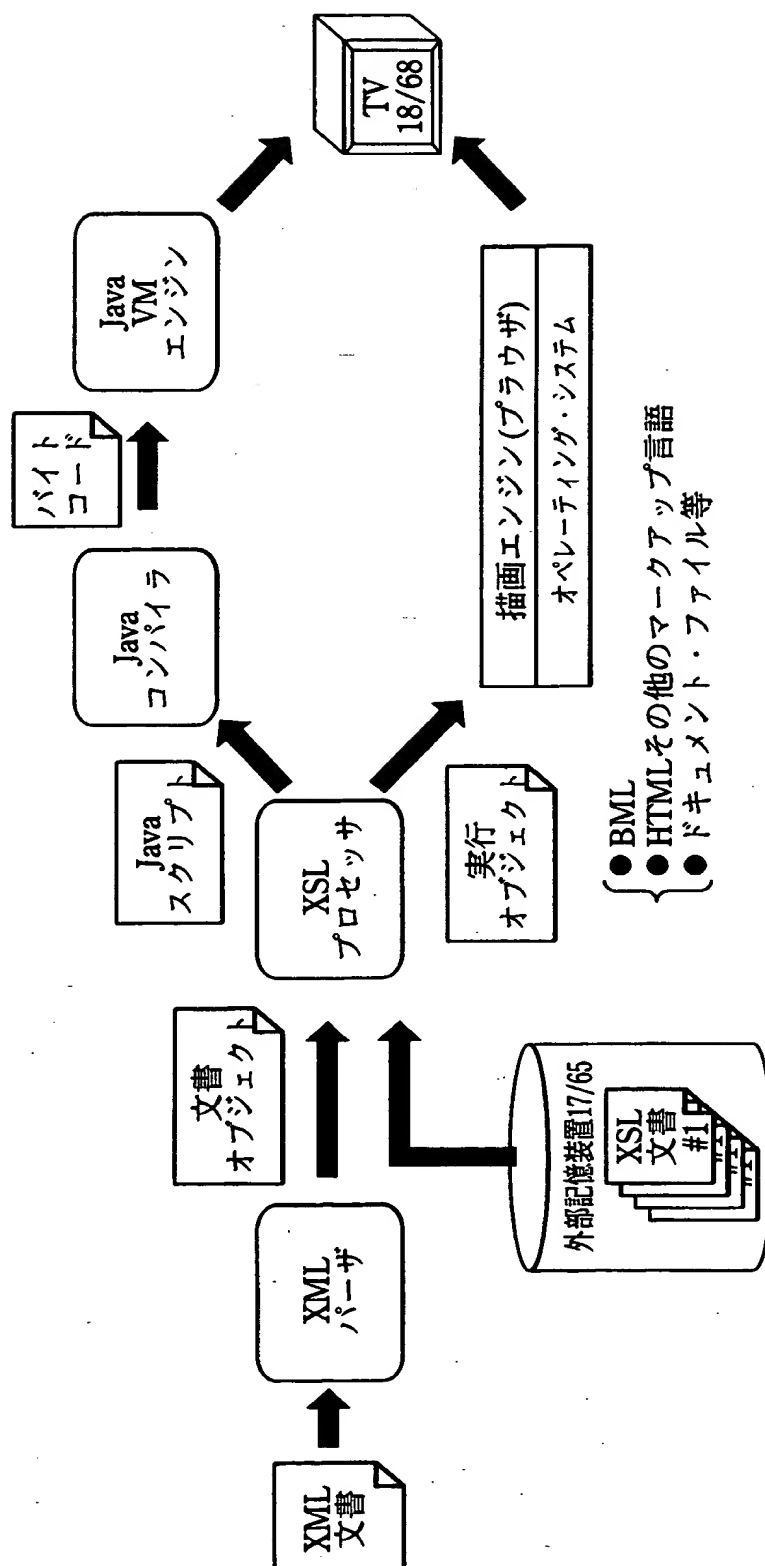 XML
文書
XML
パーザ
文書
オブジェクト
外部記憶装置17/65
XSL
文書
#1
#1
#1
#1
XSL
プロセッサ
Java
スクリプト
実行
オブジェクト
Java
コンパイラ
バイト
コード
Java
VM
エンジン
描画エンジン(ブラウザ)
オペレーティング・システム
TV
18/68
● BML
● HTMLその他のマークアップ言語
● ドキュメント・ファイル等